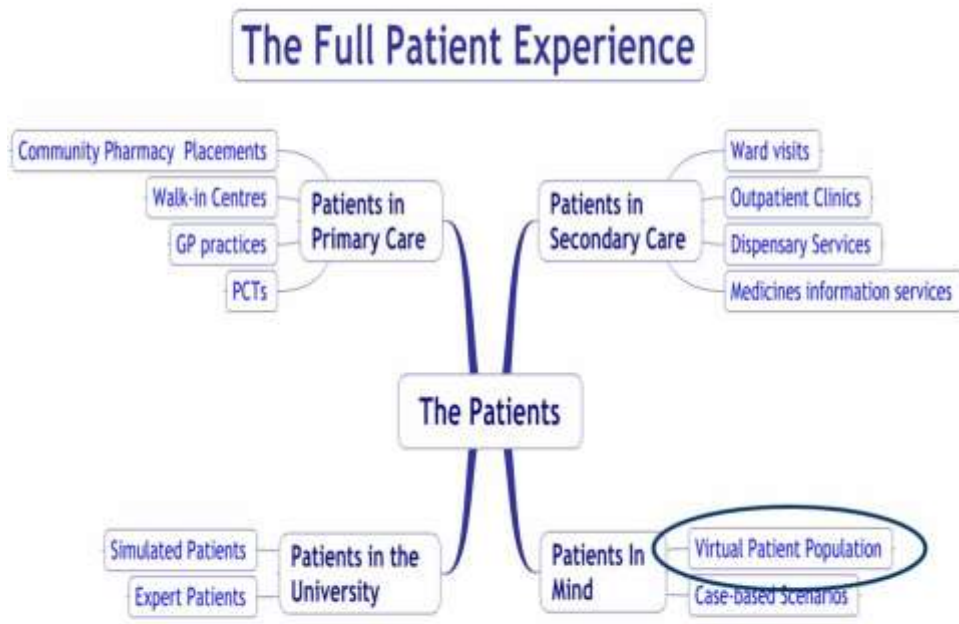 The Full Patient Experience
Community Pharmacy Placements
Walk-in Centres
GP practices
PCTs
Patients in
Primary Care
Ward visits
Outpatient Clinics
Dispensary Services
Medicines information services
Patients in
Secondary Care
The Patients
Simulated Patients
Expert Patients
Patients in the
University
Patients In
Mind
Virtual Patient Population
Case-based Scenarios